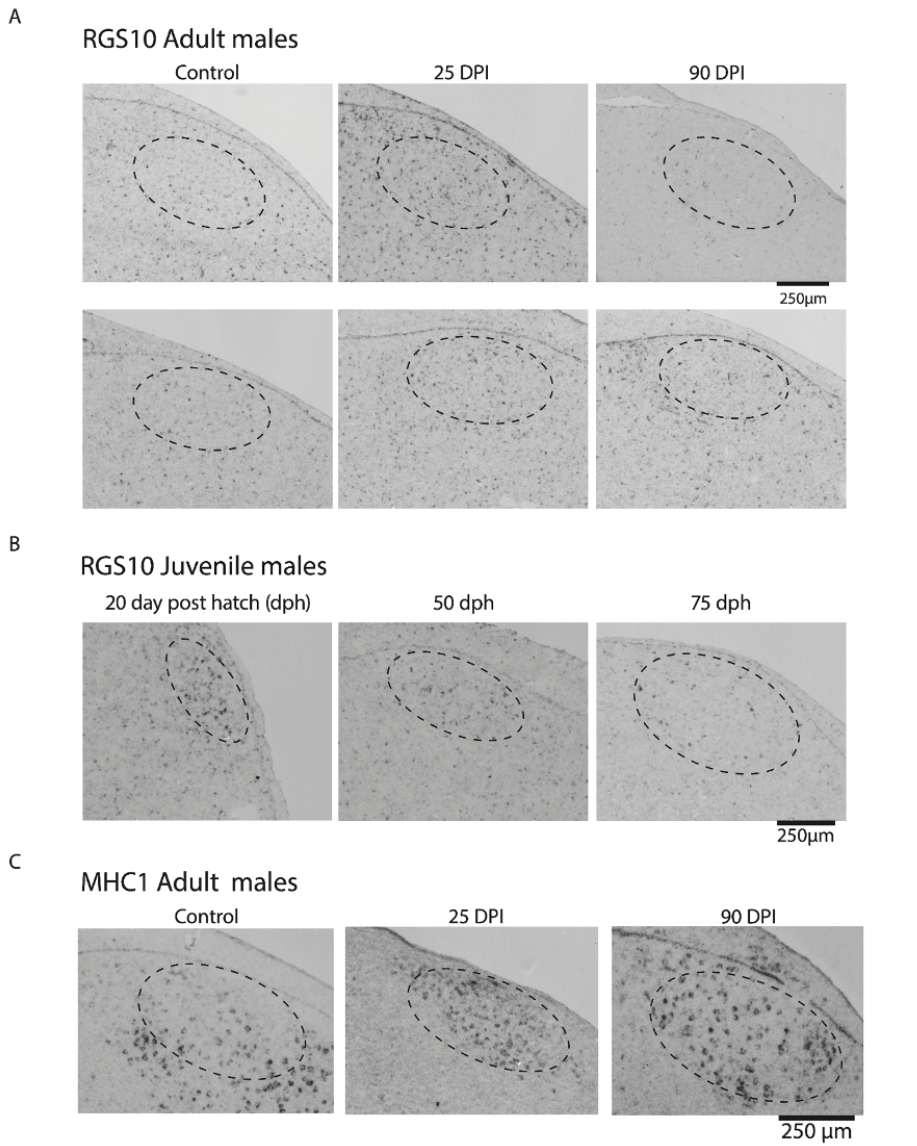 A
RGS10 Adult males
Control 25 DPI 90 DPI
250μm
B
RGS10 Juvenile males
20 day post hatch (dph) 50 dph 75 dph
250μm
C
MHC1 Adult males
Control 25 DPI 90 DPI
250 μm